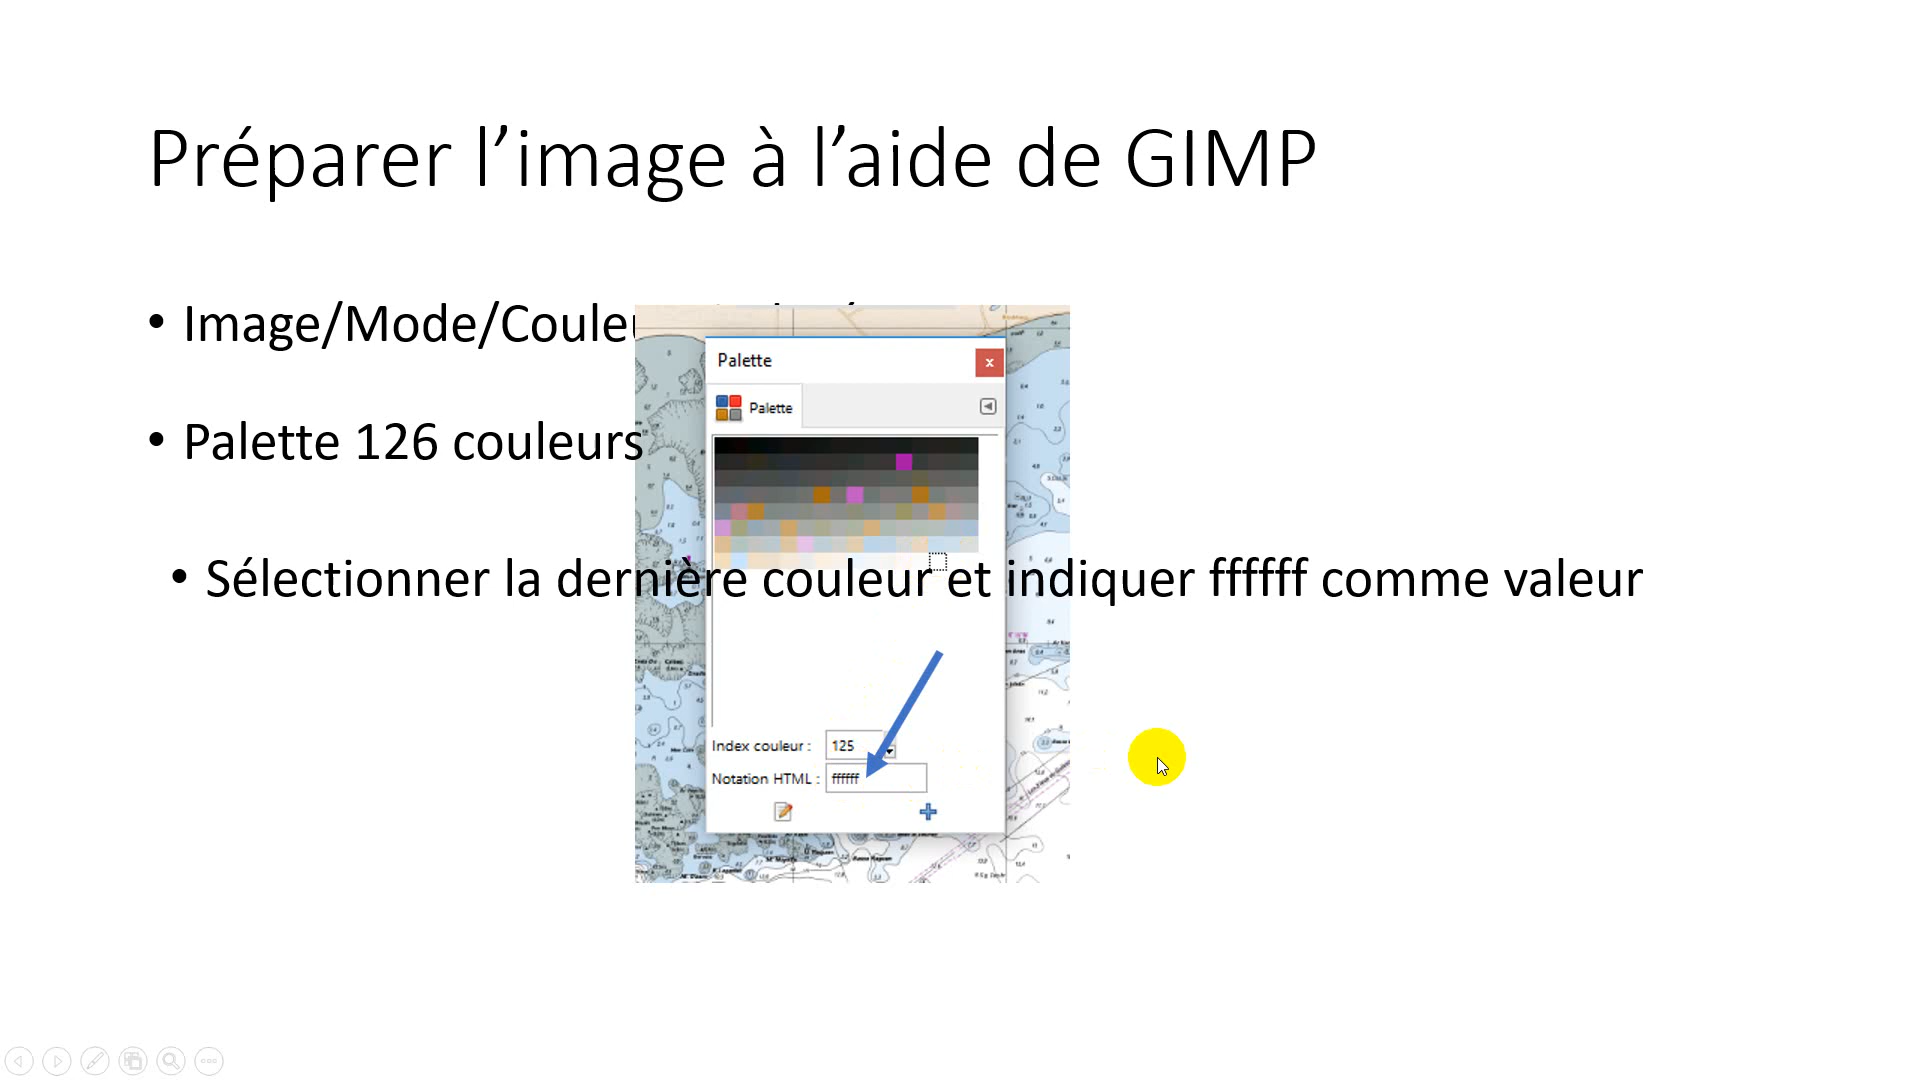 Préparer l’image à l’aide de GIMP
• Image/Mode/Couleu
• Palette 126 couleurs
• Sélectionner la dernière couleur et indiquer ffffff comme valeur
Palette
Palette
Index couleur : 125
Notation HTML : ffffff